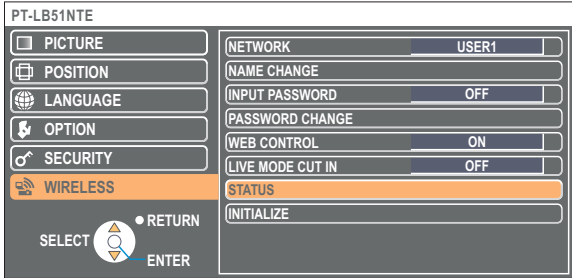 PT-LB51NTE
PICTURE
POSITION
LANGUAGE
OPTION
SECURITY
WIRELESS
RETURN
SELECT
ENTER
NETWORK USER1
NAME CHANGE
INPUT PASSWORD OFF
PASSWORD CHANGE
WEB CONTROL ON
LIVE MODE CUT IN OFF
STATUS
INITIALIZE